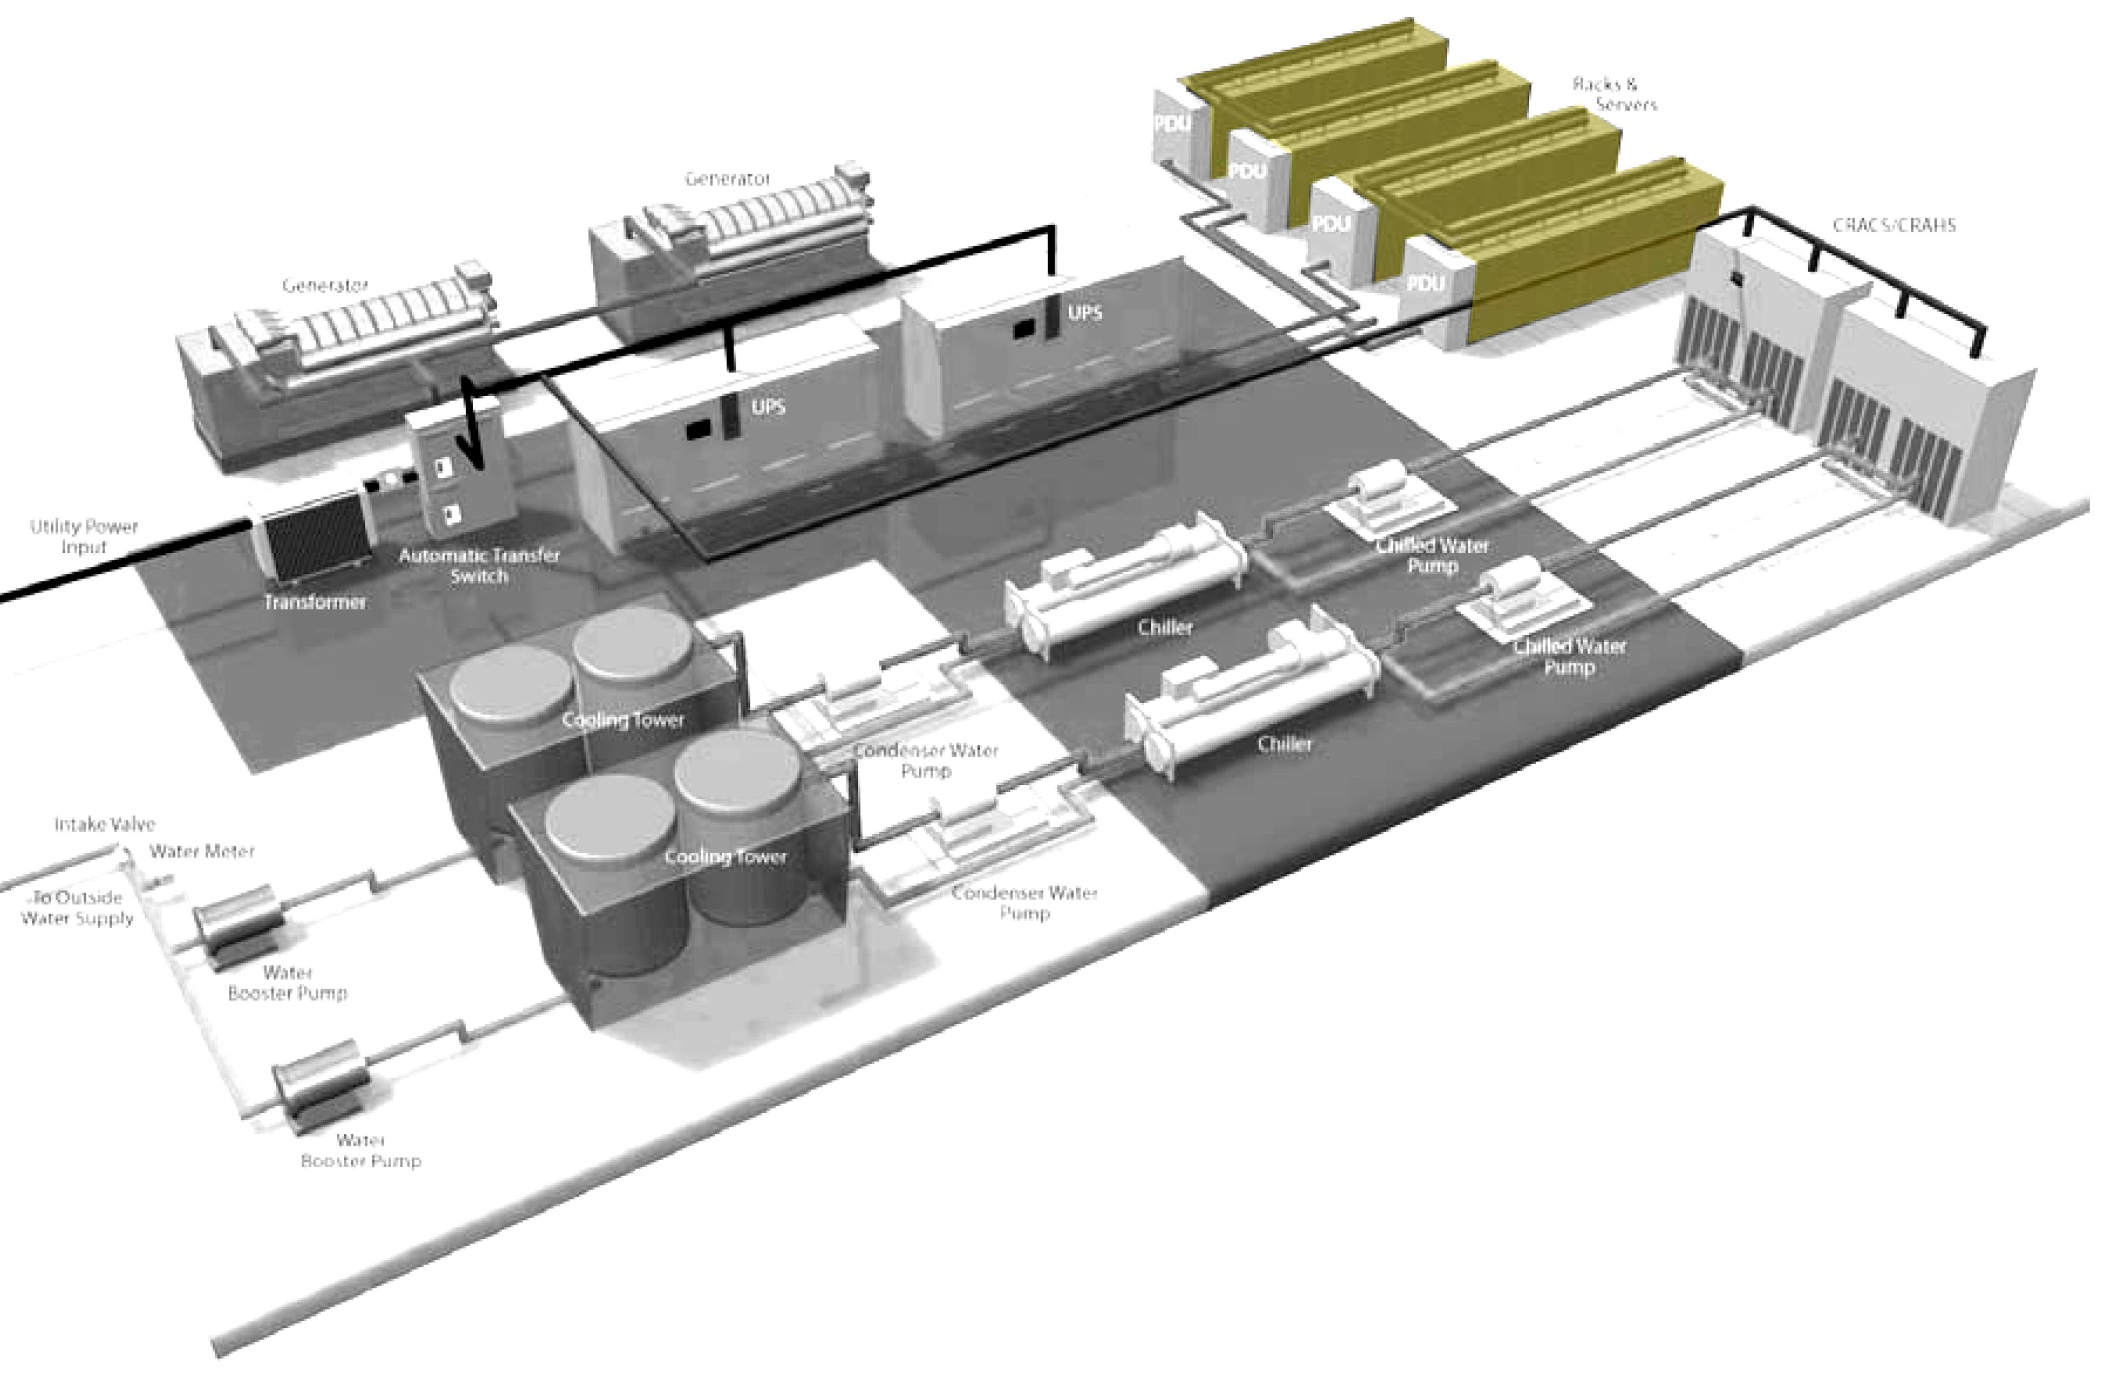 Racks &
Servers
PDU
PDU
PDU
PDU
CRACS/CRAHS
Generator
Generator
UPS
UPS
Utility Power
Input
Automatic Transfer
Switch
Transformer
Chilled Water
Pump
Chiller
Chilled Water
Pump
Chiller
Cooling Tower
Condenser Water
Pump
Cooling Tower
Condenser Water
Pump
Intake Valve
Water Meter
To Outside
Water Supply
Water
Booster Pump
Water
Booster Pump